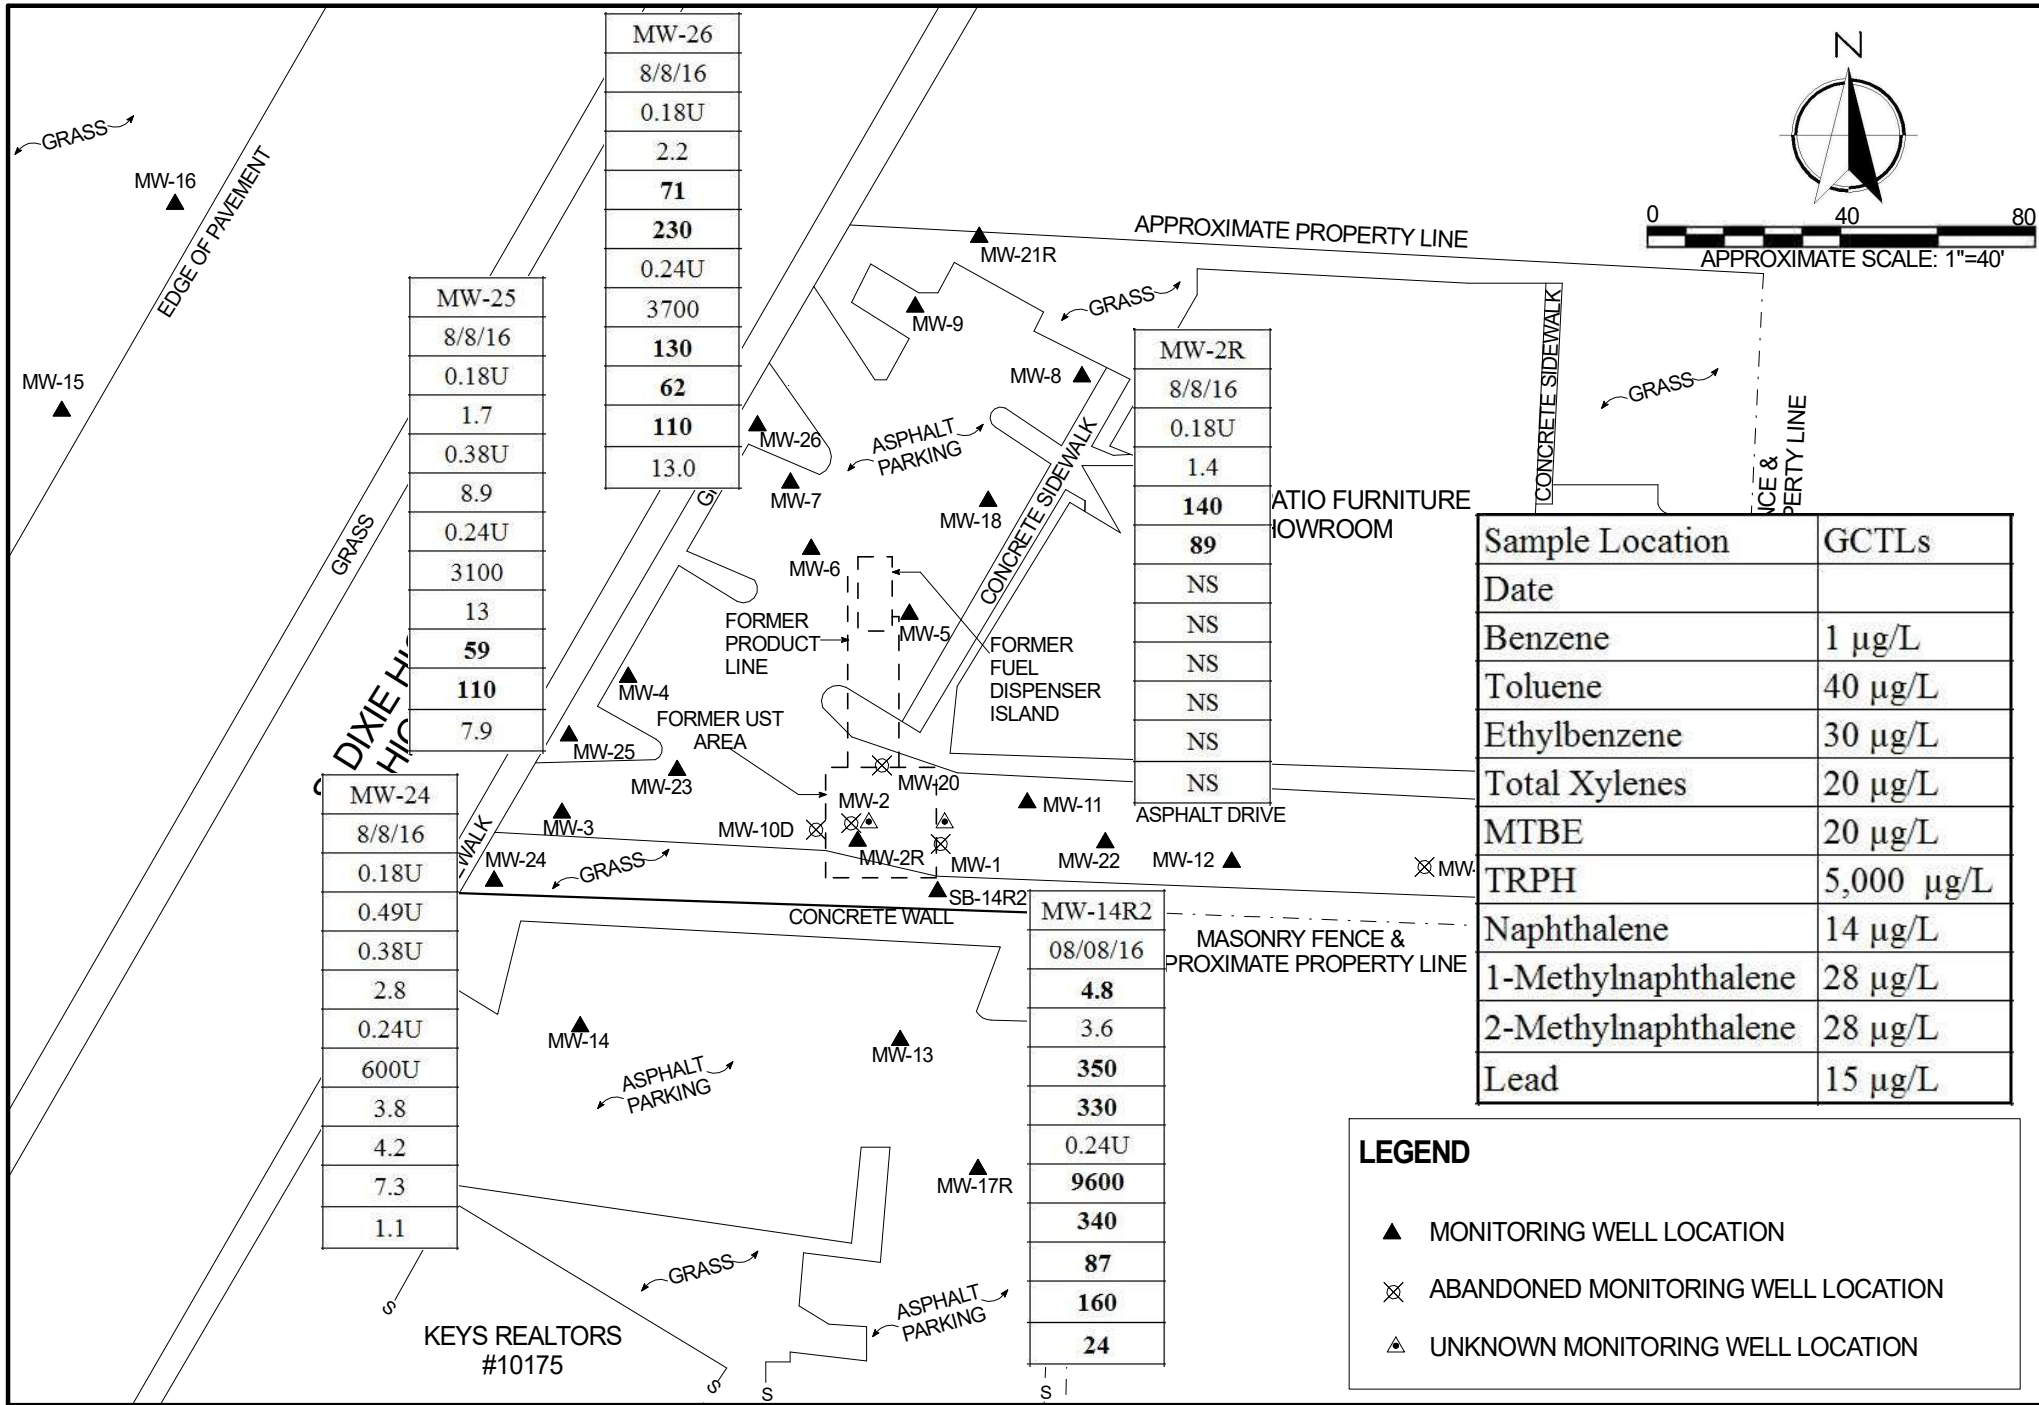 MW-26
8/8/16
0.18U
2.2
71
230
0.24U
3700
130
62
110
13.0
N
0
40
80
APPROXIMATE SCALE: 1"=40'
GRASS
MW-16
EDGE OF PAVEMENT
MW-15
GRASS
APPROXIMATE PROPERTY LINE
MW-21R
MW-9
GRASS
MW-8
CONCRETE SIDEWALK
GRASS
PERTY LINE
MW-25
8/8/16
0.18U
1.7
0.38U
8.9
0.24U
3100
13
59
110
7.9
MW-26
MW-7
ASPHALT
PARKING
MW-18
CONCRETE SIDEWALK
MW-6
MW-2R
8/8/16
0.18U
1.4
140
89
NS
NS
NS
NS
NS
NS
ATIO FURNITURE
HOWROOM
FORMER
PRODUCT
LINE
MW-5
FORMER
FUEL
DISPENSER
ISLAND
MW-4
FORMER UST
AREA
MW-25
MW-23
MW-20
MW-2
MW-10D
MW-2R
MW-1
MW-11
MW-22
MW-12
MW-
ASPHALT DRIVE
DIXIE HI
MW-3
WALK
MW-24
GRASS
SB-14R2
CONCRETE WALL
MASONRY FENCE &
PROXIMATE PROPERTY LINE
MW-24
8/8/16
0.18U
0.49U
0.38U
2.8
0.24U
600U
3.8
4.2
7.3
1.1
MW-14
MW-13
ASPHALT
PARKING
MW-17R
GRASS
ASPHALT
PARKING
KEYS REALTORS
#10175
S
S
S
S
MW-14R2
08/08/16
4.8
3.6
350
330
0.24U
9600
340
87
160
24
Sample Location GCTLs
Date
Benzene 1 µg/L
Toluene 40 µg/L
Ethylbenzene 30 µg/L
Total Xylenes 20 µg/L
MTBE 20 µg/L
TRPH 5,000 µg/L
Naphthalene 14 µg/L
1-Methylnaphthalene 28 µg/L
2-Methylnaphthalene 28 µg/L
Lead 15 µg/L
LEGEND
MONITORING WELL LOCATION
ABANDONED MONITORING WELL LOCATION
UNKNOWN MONITORING WELL LOCATION